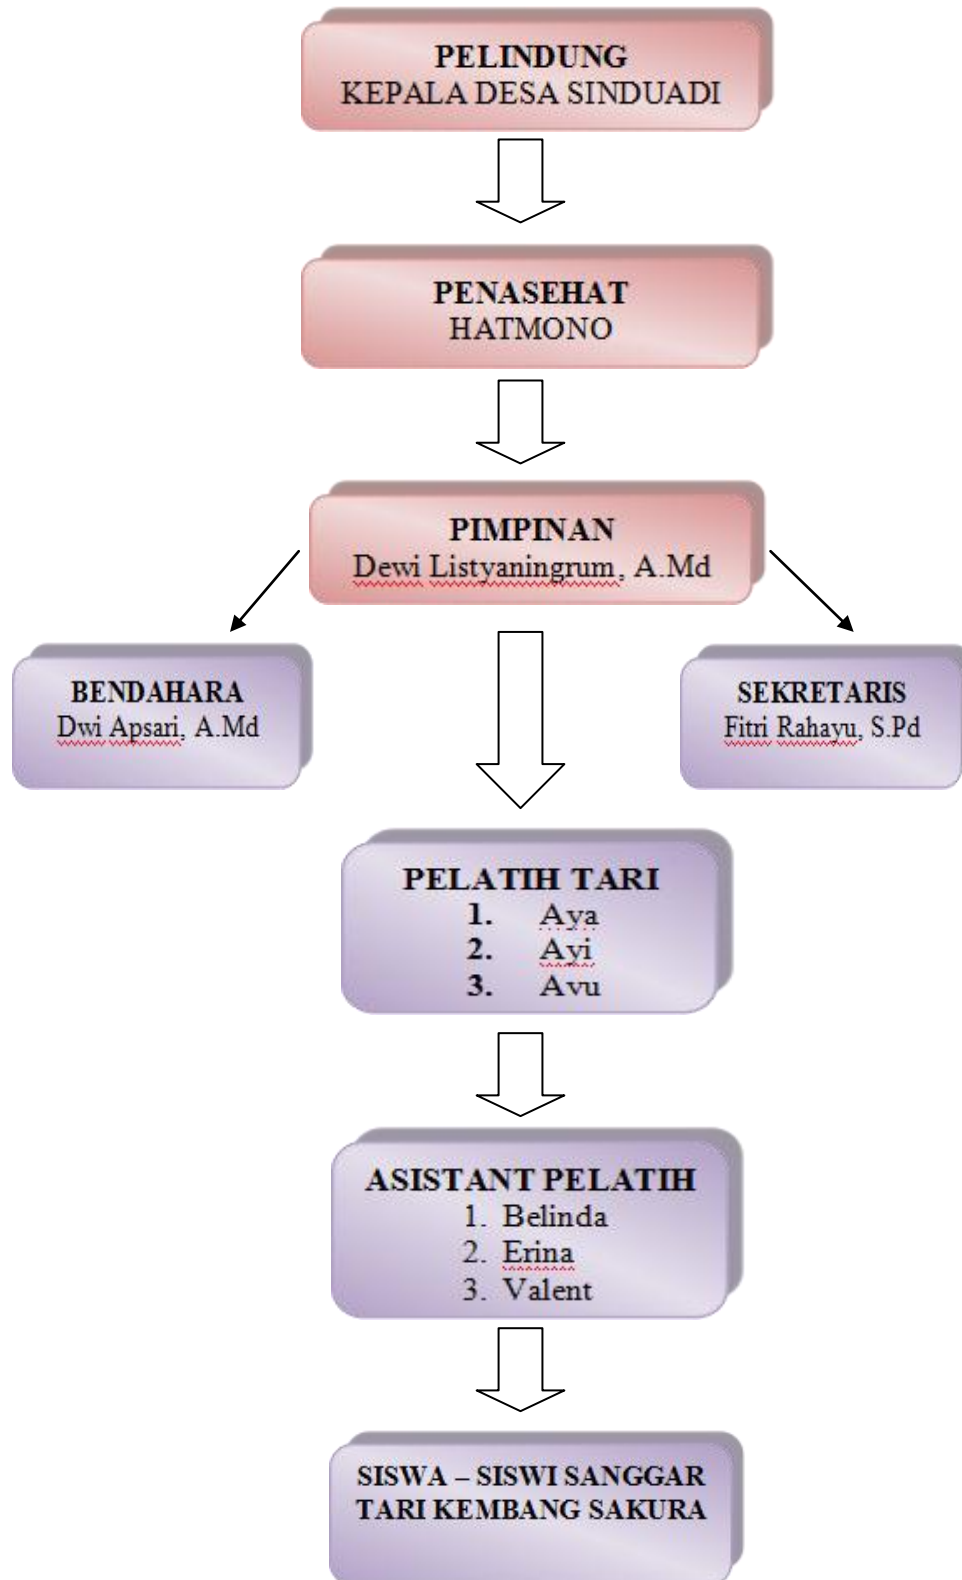 PELINDUNG
KEPALA DESA SINDUADI
PENASEHAT
HATMONO
PIMPINAN
Dewi Listyaningrum, A.Md
BENDAHARA
Dwi Apsari, A.Md
SEKRETARIS
Fitri Rahayu, S.Pd
PELATIH TARI
1. Aya
2. Ayi
3. Avu
ASISTANT PELATIH
1. Belinda
2. Erina
3. Valent
SISWA – SISWI SANGGAR
TARI KEMBANG SAKURA